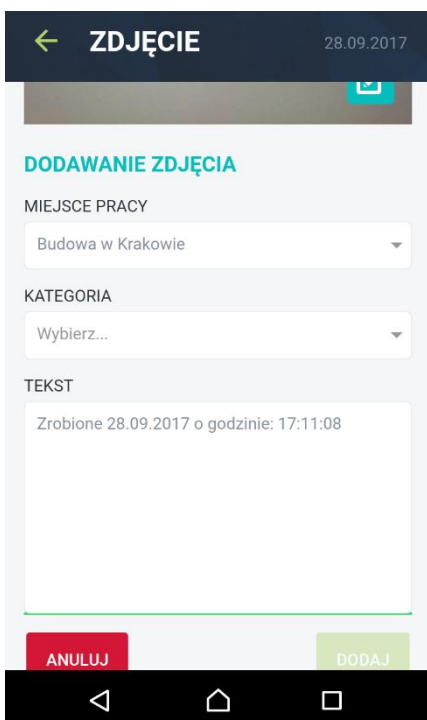 ZDJĘCIE 28.09.2017
DODAWANIE ZDJĘCIA
MIEJSCE PRACY
Budowa w Krakowie
KATEGORIA
Wybierz...
TEKST
Zrobione 28.09.2017 o godzinie: 17:11:08
ANULUJ DODAJ